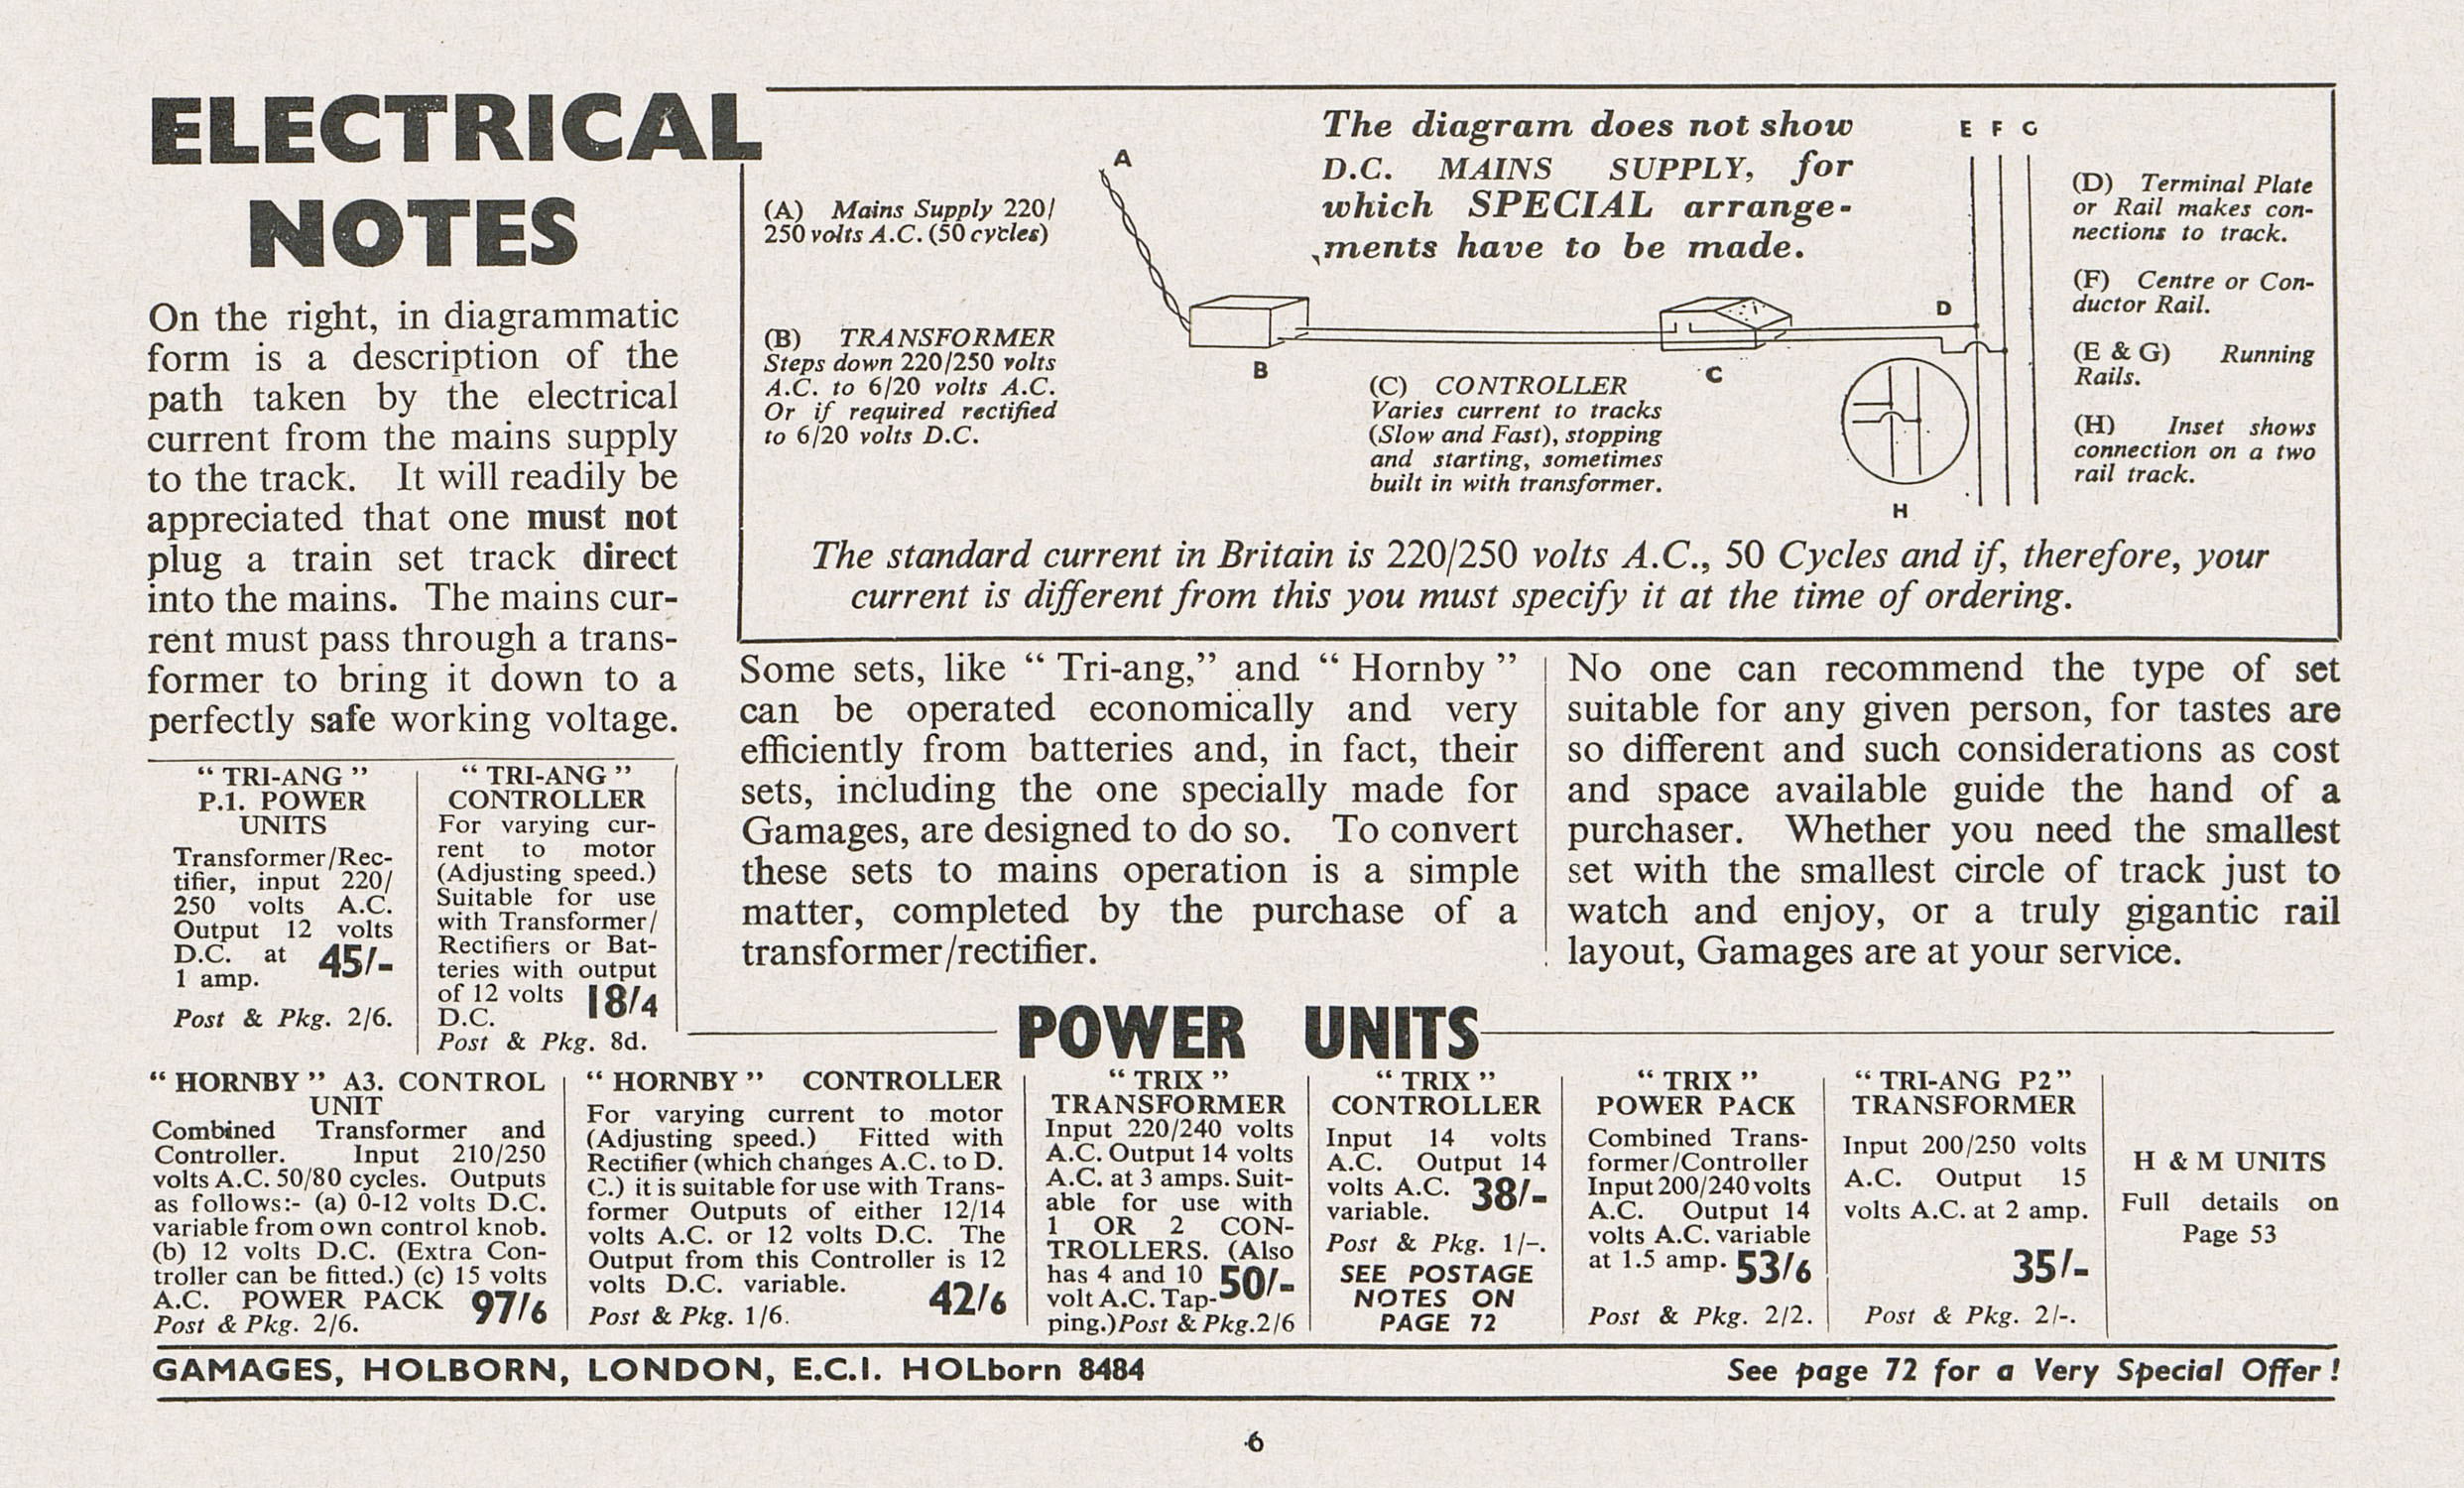 ELECTRICAL
NOTES
On the right, in diagrammatic
form is a description of the
path taken by the electrical
current from the mains supply
to the track. It will readily be
appreciated that one must not
plug a train set track direct
into the mains. The mains cur-
rent must pass through a trans-
former to bring it down to a
perfectly safe working voltage.
(A) Mains Supply 220/
250 volts A.C. (50 cycles)
(B) TRANSFORMER
Steps down 220/250 volts
A.C. to 6/20 volts A.C.
Or if required rectified
to 6/20 volts D.C.
A
B
The diagram does not show
D.C. MAINS SUPPLY, for
which SPECIAL arrange-
ments have to be made.
C
(C) CONTROLLER
Varies current to tracks
(Slow and Fast), stopping
and starting, sometimes
built in with transformer.
E F G
D
H
(D) Terminal Plate
or Rail makes con-
nections to track.
(F) Centre or Con-
ductor Rail.
(E & G) Running
Rails.
(H) Inset shows
connection on a two
rail track.
The standard current in Britain is 220/250 volts A.C., 50 Cycles and if, therefore, your
current is different from this you must specify it at the time of ordering.
Some sets, like “ Tri-ang,” and “ Hornby ”
can be operated economically and very
efficiently from batteries and, in fact, their
sets, including the one specially made for
Gamages, are designed to do so. To convert
these sets to mains operation is a simple
matter, completed by the purchase of a
transformer/rectifier.
No one can recommend the type of set
suitable for any given person, for tastes are
so different and such considerations as cost
and space available guide the hand of a
purchaser. Whether you need the smallest
set with the smallest circle of track just to
watch and enjoy, or a truly gigantic rail
layout, Gamages are at your service.
“ TRI-ANG ”
P.1. POWER
UNITS
Transformer/Rec-
tifier, input 220/
250 volts A.C.
Output 12 volts
D.C. at 45/-
1 amp.
Post & Pkg. 2/6.
“ TRI-ANG ”
CONTROLLER
For varying cur-
rent to motor
(Adjusting speed.)
Suitable for use
with Transformer/
Rectifiers or Bat-
teries with output
of 12 volts 18/4
D.C.
Post & Pkg. 8d.
POWER UNITS
“ HORNBY ” A3. CONTROL
UNIT
Combined Transformer and
Controller. Input 210/250
volts A.C. 50/80 cycles. Outputs
as follows:- (a) 0-12 volts D.C.
variable from own control knob.
(b) 12 volts D.C. (Extra Con-
troller can be fitted.) (c) 15 volts
A.C. POWER PACK 97/6
Post & Pkg. 2/6.
“ HORNBY ” CONTROLLER
For varying current to motor
(Adjusting speed.) Fitted with
Rectifier (which changes A.C. to D.
C.) it is suitable for use with Trans-
former Outputs of either 12/14
volts A.C. or 12 volts D.C. The
Output from this Controller is 12
volts D.C. variable.
42/6
Post & Pkg. 1/6.
“ TRIX ”
TRANSFORMER
Input 220/240 volts
A.C. Output 14 volts
A.C. at 3 amps. Suit-
able for use with
1 OR 2 CON-
TROLLERS. (Also
has 4 and 10 50/-
volt A.C. Tap-
ping.) Post & Pkg. 2/6
“ TRIX ”
CONTROLLER
Input 14 volts
A.C. Output 14
volts A.C. 38/-
variable.
Post & Pkg. 1/-.
SEE POSTAGE
NOTES ON
PAGE 72
“ TRIX ”
POWER PACK
Combined Trans-
former/Controller
Input 200/240 volts
A.C. Output 14
volts A.C. variable
at 1.5 amp. 53/6
Post & Pkg. 2/2.
“ TRI-ANG P2 ”
TRANSFORMER
Input 200/250 volts
A.C. Output 15
volts A.C. at 2 amp.
35/-
Post & Pkg. 2/-.
H & M UNITS
Full details on
Page 53
GAMAGES, HOLBORN, LONDON, E.C.I. HOLborn 8484
See page 72 for a Very Special Offer !
6